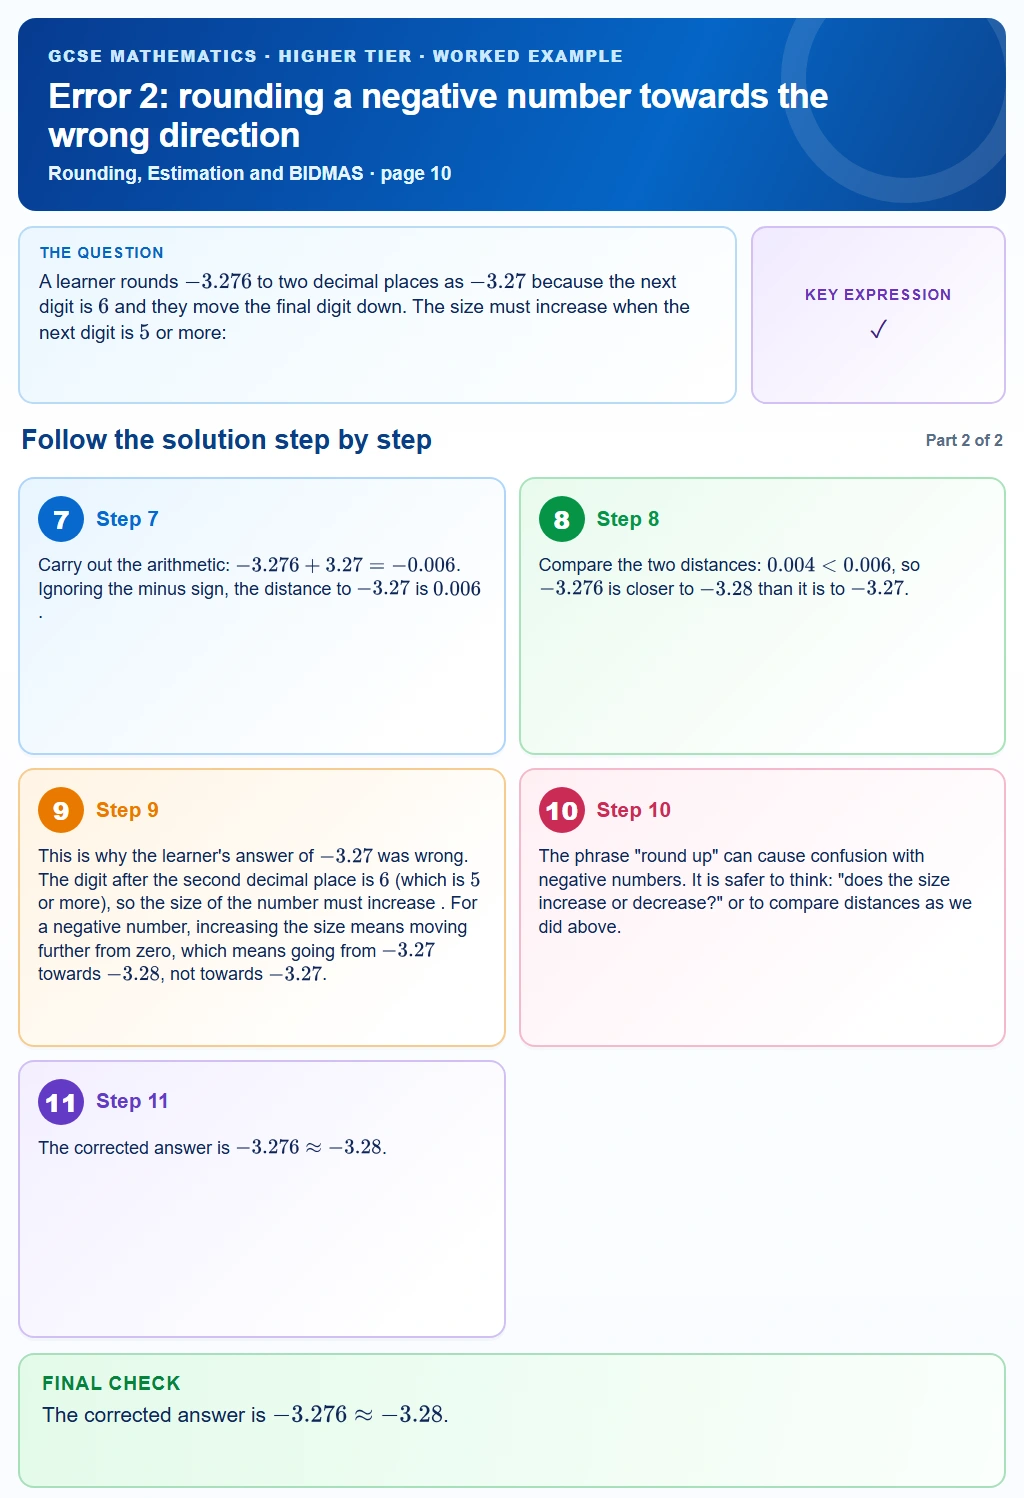 GCSE MATHEMATICS · HIGHER TIER · WORKED EXAMPLE
Error 2: rounding a negative number towards the
wrong direction
Rounding, Estimation and BIDMAS · page 10
THE QUESTION
A learner rounds −3.276 to two decimal places as −3.27 because the next
digit is 6 and they move the final digit down. The size must increase when the
next digit is 5 or more:
KEY EXPRESSION
✓
Follow the solution step by step
Part 2 of 2
7 Step 7
Carry out the arithmetic: −3.276 + 3.27 = −0.006.
Ignoring the minus sign, the distance to −3.27 is 0.006
.
8 Step 8
Compare the two distances: 0.004 < 0.006, so
−3.276 is closer to −3.28 than it is to −3.27.
9 Step 9
This is why the learner's answer of −3.27 was wrong.
The digit after the second decimal place is 6 (which is 5
or more), so the size of the number must increase . For
a negative number, increasing the size means moving
further from zero, which means going from −3.27
towards −3.28, not towards −3.27.
10 Step 10
The phrase "round up" can cause confusion with
negative numbers. It is safer to think: "does the size
increase or decrease?" or to compare distances as we
did above.
11 Step 11
The corrected answer is −3.276 ≈ −3.28.
FINAL CHECK
The corrected answer is −3.276 ≈ −3.28.